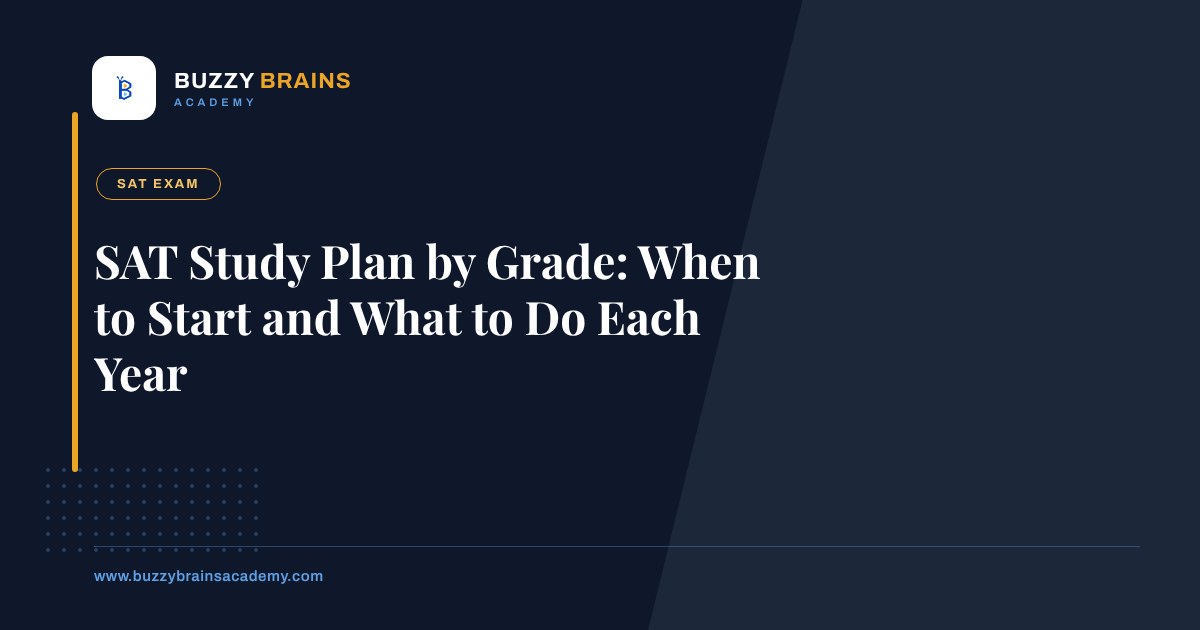 BUZZY BRAINS
ACADEMY
SAT EXAM
SAT Study Plan by Grade: When
to Start and What to Do Each
Year
www.buzzybrainsacademy.com